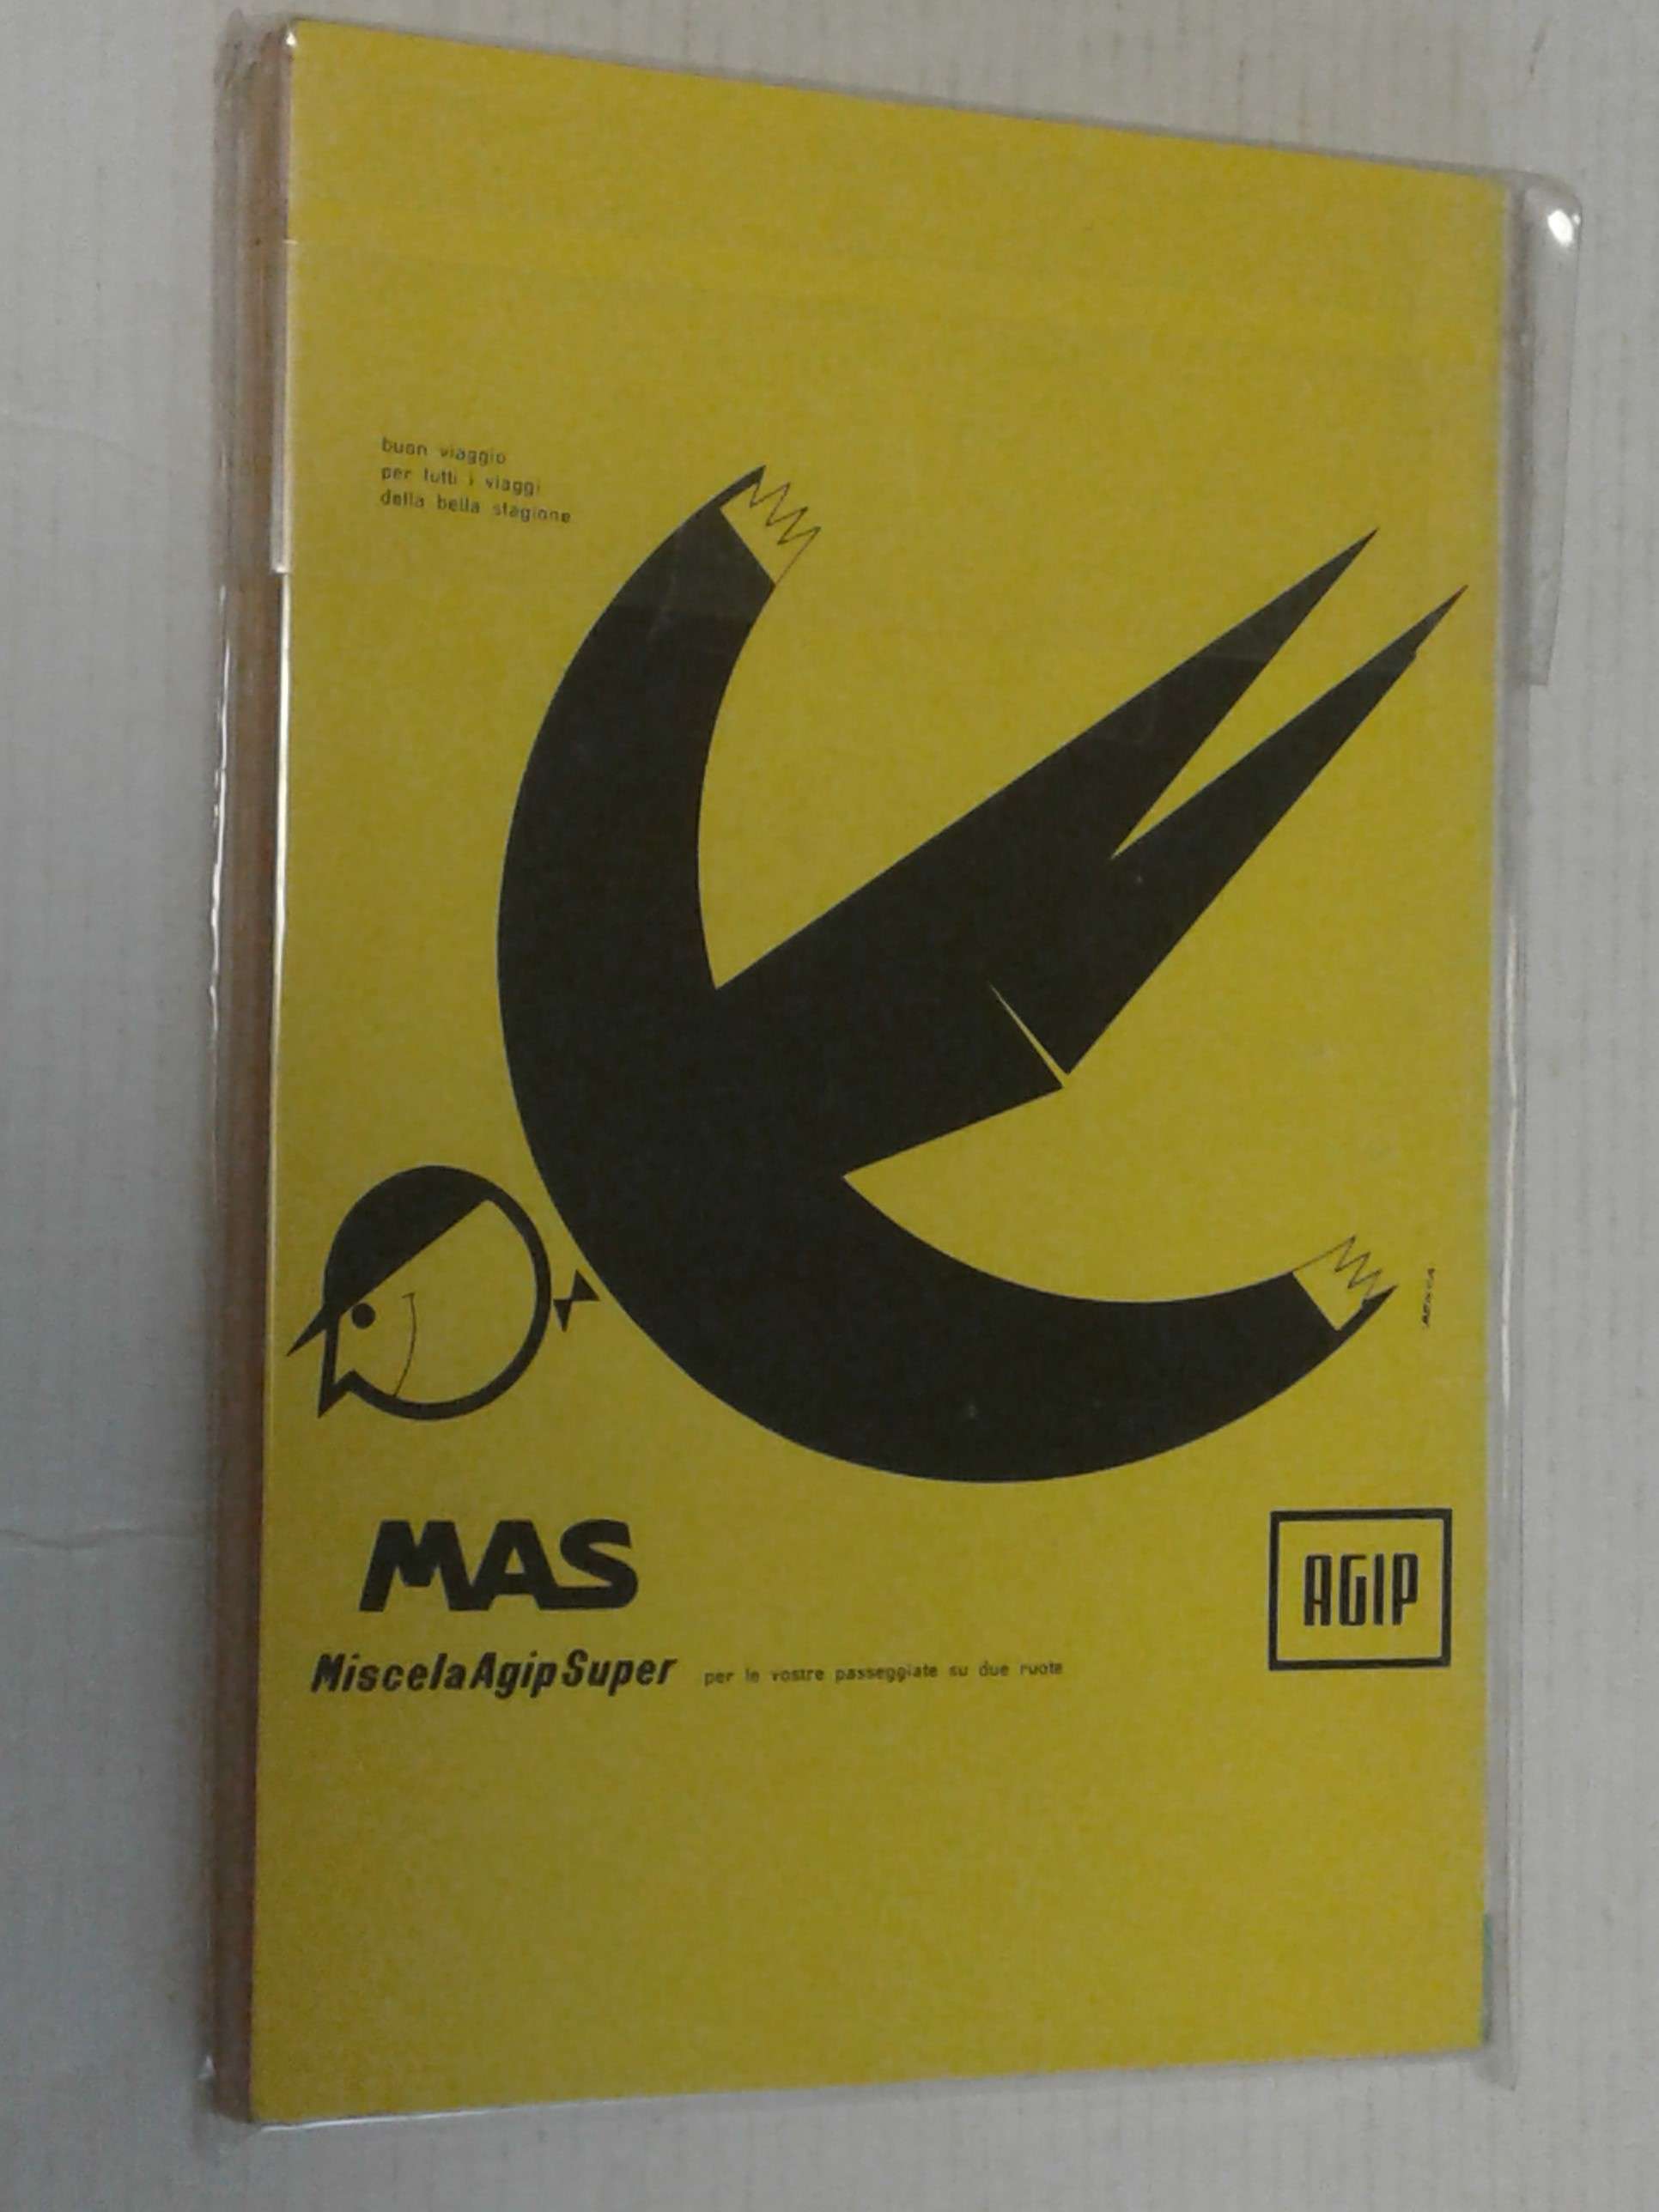 buon viaggio
per tutti i viaggi
della bella stagione
MAS
AGIP
MiscelaAgipSuper per le vostre passeggiate su due ruote